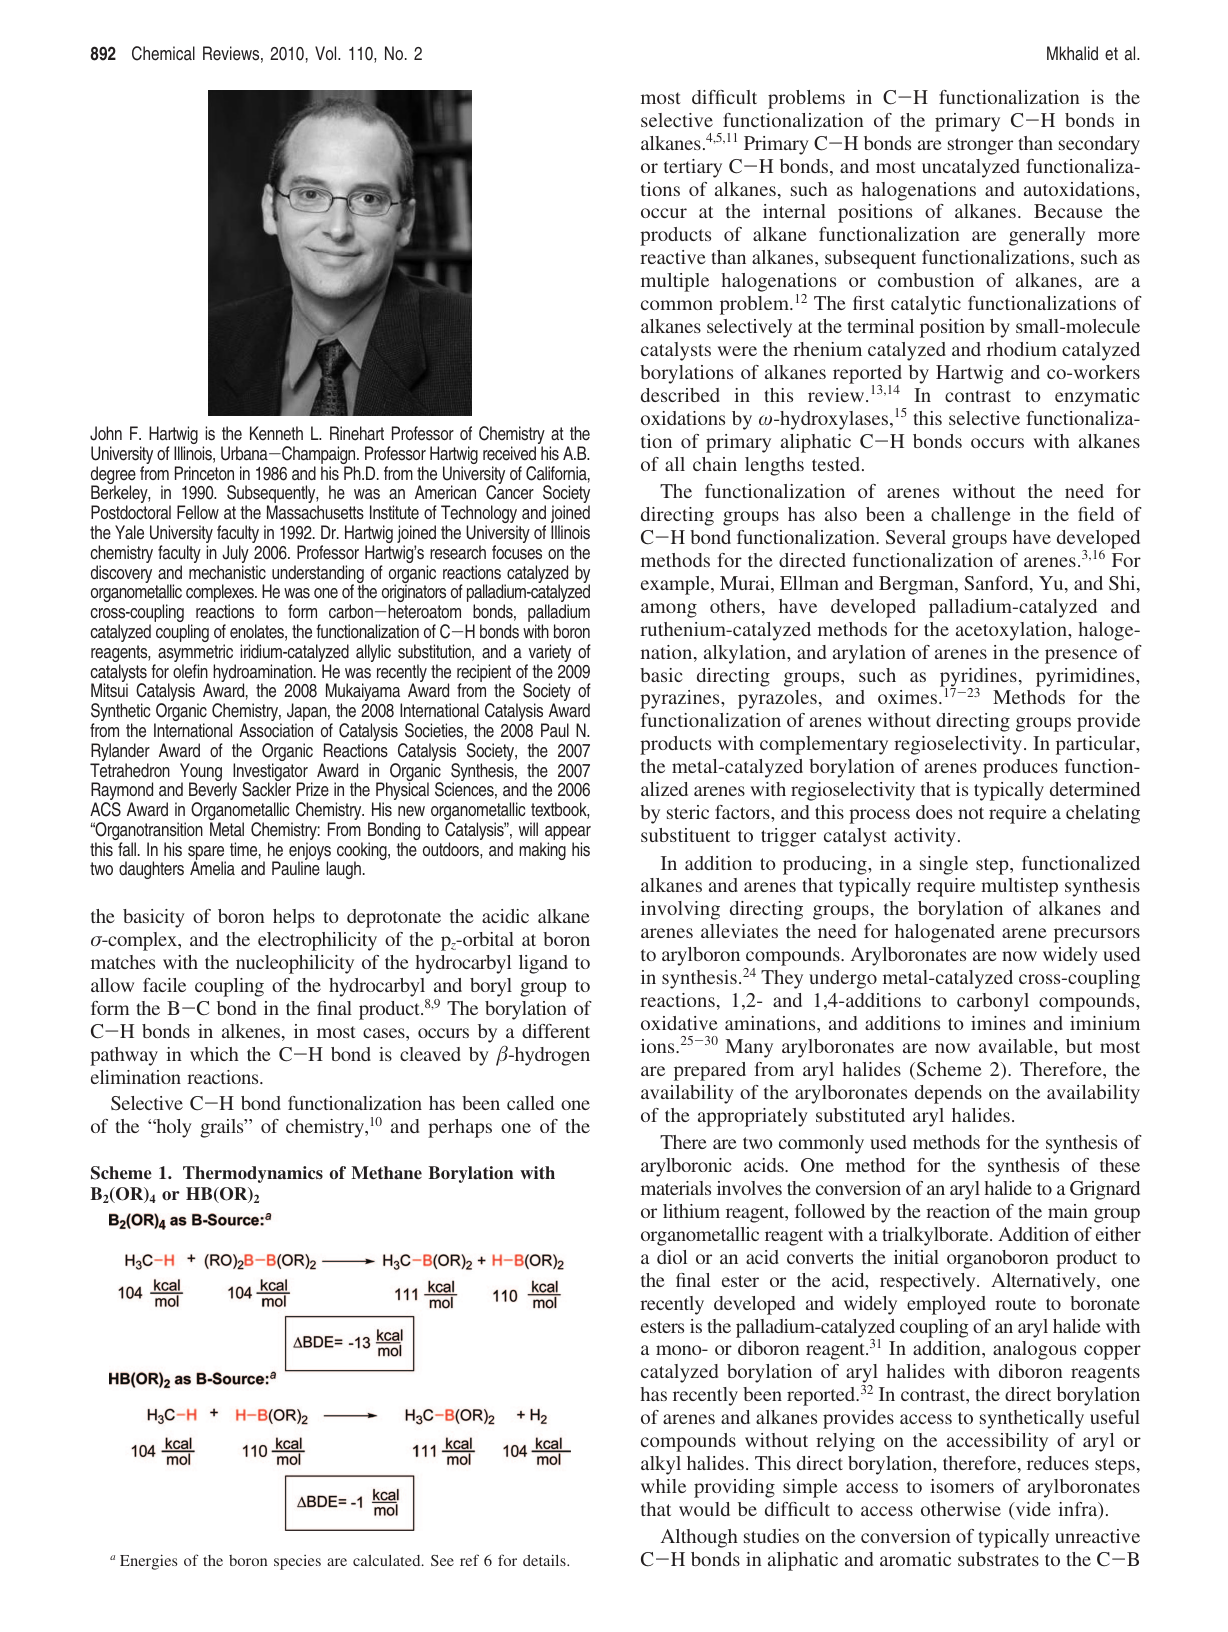 892 Chemical Reviews, 2010, Vol. 110, No. 2
Mkhalid et al.
John F. Hartwig is the Kenneth L. Rinehart Professor of Chemistry at the
University of Illinois, Urbana−Champaign. Professor Hartwig received his A.B.
degree from Princeton in 1986 and his Ph.D. from the University of California,
Berkeley, in 1990. Subsequently, he was an American Cancer Society
Postdoctoral Fellow at the Massachusetts Institute of Technology and joined
the Yale University faculty in 1992. Dr. Hartwig joined the University of Illinois
chemistry faculty in July 2006. Professor Hartwig's research focuses on the
discovery and mechanistic understanding of organic reactions catalyzed by
organometallic complexes. He was one of the originators of palladium-catalyzed
cross-coupling reactions to form carbon−heteroatom bonds, palladium
catalyzed coupling of enolates, the functionalization of C−H bonds with boron
reagents, asymmetric iridium-catalyzed allylic substitution, and a variety of
catalysts for olefin hydroamination. He was recently the recipient of the 2009
Mitsui Catalysis Award, the 2008 Mukaiyama Award from the Society of
Synthetic Organic Chemistry, Japan, the 2008 International Catalysis Award
from the International Association of Catalysis Societies, the 2008 Paul N.
Rylander Award of the Organic Reactions Catalysis Society, the 2007
Tetrahedron Young Investigator Award in Organic Synthesis, the 2007
Raymond and Beverly Sackler Prize in the Physical Sciences, and the 2006
ACS Award in Organometallic Chemistry. His new organometallic textbook,
“Organotransition Metal Chemistry: From Bonding to Catalysis”, will appear
this fall. In his spare time, he enjoys cooking, the outdoors, and making his
two daughters Amelia and Pauline laugh.
the basicity of boron helps to deprotonate the acidic alkane
σ-complex, and the electrophilicity of the pz-orbital at boron
matches with the nucleophilicity of the hydrocarbyl ligand to
allow facile coupling of the hydrocarbyl and boryl group to
form the B−C bond in the final product.8,9 The borylation of
C−H bonds in alkenes, in most cases, occurs by a different
pathway in which the C−H bond is cleaved by β-hydrogen
elimination reactions.
Selective C−H bond functionalization has been called one
of the “holy grails” of chemistry,10 and perhaps one of the
Scheme 1. Thermodynamics of Methane Borylation with
B2(OR)4 or HB(OR)2
B2(OR)4 as B-Source:a
H3C−H + (RO)2B−B(OR)2 → H3C−B(OR)2 + H−B(OR)2
104 kcal/mol 104 kcal/mol 111 kcal/mol 110 kcal/mol
ΔBDE= -13 kcal/mol
HB(OR)2 as B-Source:a
H3C−H + H−B(OR)2 → H3C−B(OR)2 + H2
104 kcal/mol 110 kcal/mol 111 kcal/mol 104 kcal/mol
ΔBDE= -1 kcal/mol
a Energies of the boron species are calculated. See ref 6 for details.
most difficult problems in C−H functionalization is the
selective functionalization of the primary C−H bonds in
alkanes.4,5,11 Primary C−H bonds are stronger than secondary
or tertiary C−H bonds, and most uncatalyzed functionaliza-
tions of alkanes, such as halogenations and autoxidations,
occur at the internal positions of alkanes. Because the
products of alkane functionalization are generally more
reactive than alkanes, subsequent functionalizations, such as
multiple halogenations or combustion of alkanes, are a
common problem.12 The first catalytic functionalizations of
alkanes selectively at the terminal position by small-molecule
catalysts were the rhenium catalyzed and rhodium catalyzed
borylations of alkanes reported by Hartwig and co-workers
described in this review.13,14 In contrast to enzymatic
oxidations by ω-hydroxylases,15 this selective functionaliza-
tion of primary aliphatic C−H bonds occurs with alkanes
of all chain lengths tested.
The functionalization of arenes without the need for
directing groups has also been a challenge in the field of
C−H bond functionalization. Several groups have developed
methods for the directed functionalization of arenes.3,16 For
example, Murai, Ellman and Bergman, Sanford, Yu, and Shi,
among others, have developed palladium-catalyzed and
ruthenium-catalyzed methods for the acetoxylation, haloge-
nation, alkylation, and arylation of arenes in the presence of
basic directing groups, such as pyridines, pyrimidines,
pyrazines, pyrazoles, and oximes.17−23 Methods for the
functionalization of arenes without directing groups provide
products with complementary regioselectivity. In particular,
the metal-catalyzed borylation of arenes produces function-
alized arenes with regioselectivity that is typically determined
by steric factors, and this process does not require a chelating
substituent to trigger catalyst activity.
In addition to producing, in a single step, functionalized
alkanes and arenes that typically require multistep synthesis
involving directing groups, the borylation of alkanes and
arenes alleviates the need for halogenated arene precursors
to arylboron compounds. Arylboronates are now widely used
in synthesis.24 They undergo metal-catalyzed cross-coupling
reactions, 1,2- and 1,4-additions to carbonyl compounds,
oxidative aminations, and additions to imines and iminium
ions.25−30 Many arylboronates are now available, but most
are prepared from aryl halides (Scheme 2). Therefore, the
availability of the arylboronates depends on the availability
of the appropriately substituted aryl halides.
There are two commonly used methods for the synthesis of
arylboronic acids. One method for the synthesis of these
materials involves the conversion of an aryl halide to a Grignard
or lithium reagent, followed by the reaction of the main group
organometallic reagent with a trialkylborate. Addition of either
a diol or an acid converts the initial organoboron product to
the final ester or the acid, respectively. Alternatively, one
recently developed and widely employed route to boronate
esters is the palladium-catalyzed coupling of an aryl halide with
a mono- or diboron reagent.31 In addition, analogous copper
catalyzed borylation of aryl halides with diboron reagents
has recently been reported.32 In contrast, the direct borylation
of arenes and alkanes provides access to synthetically useful
compounds without relying on the accessibility of aryl or
alkyl halides. This direct borylation, therefore, reduces steps,
while providing simple access to isomers of arylboronates
that would be difficult to access otherwise (vide infra).
Although studies on the conversion of typically unreactive
C−H bonds in aliphatic and aromatic substrates to the C−B